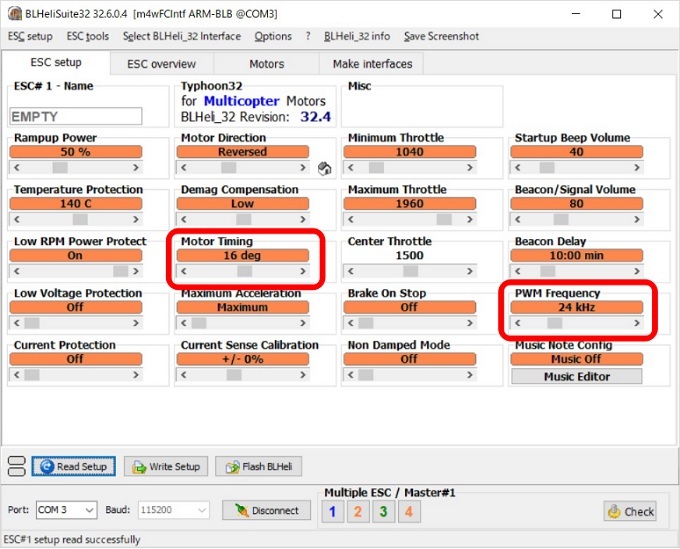 BLHeliSuite32 32.6.0.4 [m4wFCIntf ARM-BLB @COM3]
ESC setup ESC tools Select BLHeli_32 Interface Options ? BLHeli_32 info Save Screenshot
ESC setup ESC overview Motors Make interfaces
ESC# 1 - Name
EMPTY
Typhoon32
for Multicopter Motors
BLHeli_32 Revision: 32.4
Misc
Rampup Power Motor Direction Minimum Throttle Startup Beep Volume
50 % Reversed 1040 40
Temperature Protection Demag Compensation Maximum Throttle Beacon/Signal Volume
140 C Low 1960 80
Low RPM Power Protect Motor Timing Center Throttle Beacon Delay
On 16 deg 1500 10:00 min
Low Voltage Protection Maximum Acceleration Brake On Stop PWM Frequency
Off Maximum Off 24 kHz
Current Protection Current Sense Calibration Non Damped Mode Music Note Config
Off +/- 0% Off Music Off
Music Editor
Read Setup Write Setup Flash BLHeli
Port: COM 3 Baud: 115200 Disconnect
Multiple ESC / Master#1
1 2 3 4
Check
ESC#1 setup read successfully